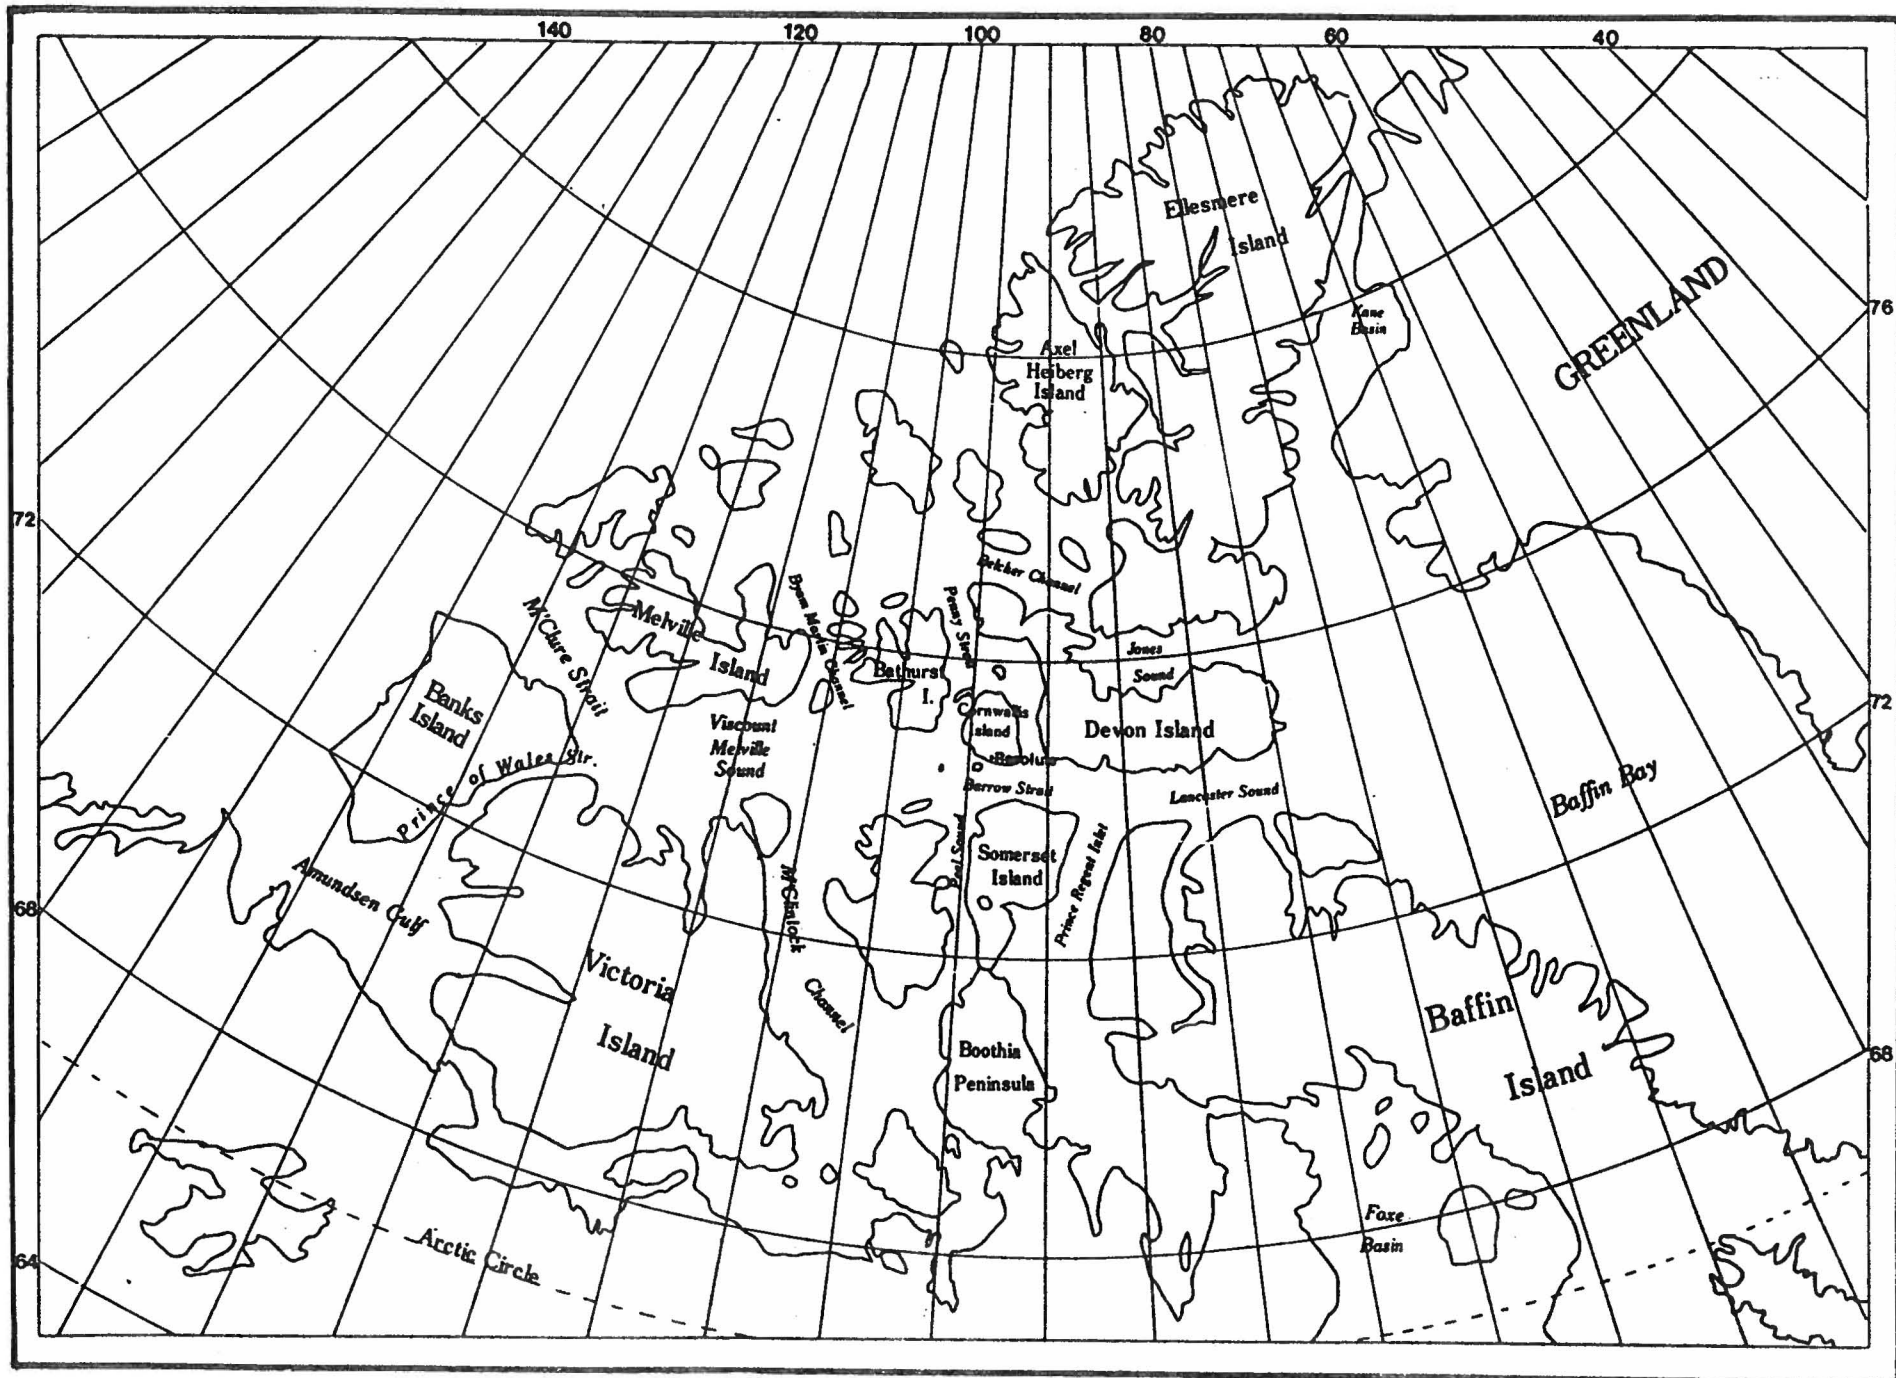 140
120
100
80
60
40
Ellesmere
Island
Kane
Basin
76
GREENLAND
Axel
Heiberg
Island
72
Belcher Channel
M'Clure Strait
Byam Martin Channel
Penny Strait
Melville
Island
Bathurst
I.
Jones
Sound
Banks
Island
Viscount
Melville
Sound
Cornwallis
Island
Resolute
Devon Island
72
Prince of Wales Str.
Barrow Strait
Lancaster Sound
Baffin Bay
Peel Sound
Somerset
Island
Prince Regent Inlet
Amundsen Gulf
M'Clintock
Channel
68
Victoria
Island
Baffin
Island
Boothia
Peninsula
68
Foxe
Basin
Arctic Circle
64